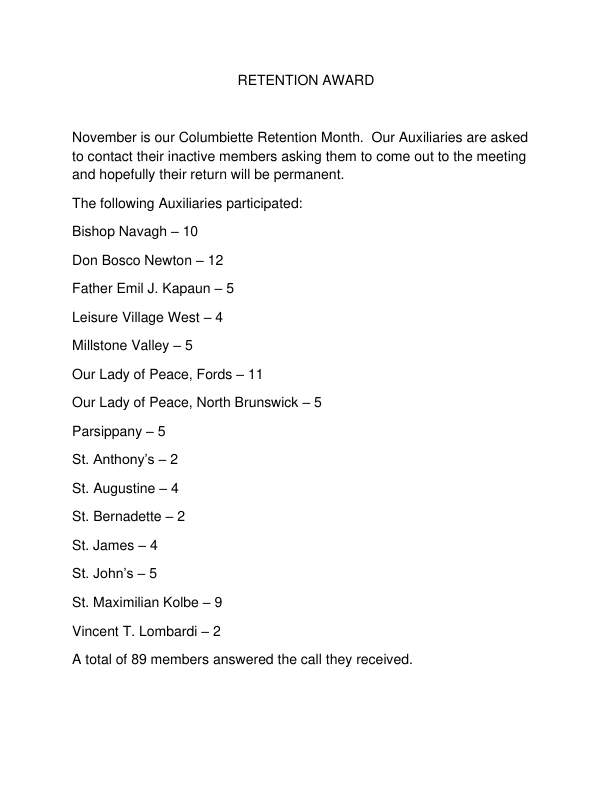 RETENTION AWARD
November is our Columbiette Retention Month.  Our Auxiliaries are asked
to contact their inactive members asking them to come out to the meeting
and hopefully their return will be permanent.
The following Auxiliaries participated:
Bishop Navagh – 10
Don Bosco Newton – 12
Father Emil J. Kapaun – 5
Leisure Village West – 4
Millstone Valley – 5
Our Lady of Peace, Fords – 11
Our Lady of Peace, North Brunswick – 5
Parsippany – 5
St. Anthony’s – 2
St. Augustine – 4
St. Bernadette – 2
St. James – 4
St. John’s – 5
St. Maximilian Kolbe – 9
Vincent T. Lombardi – 2
A total of 89 members answered the call they received.